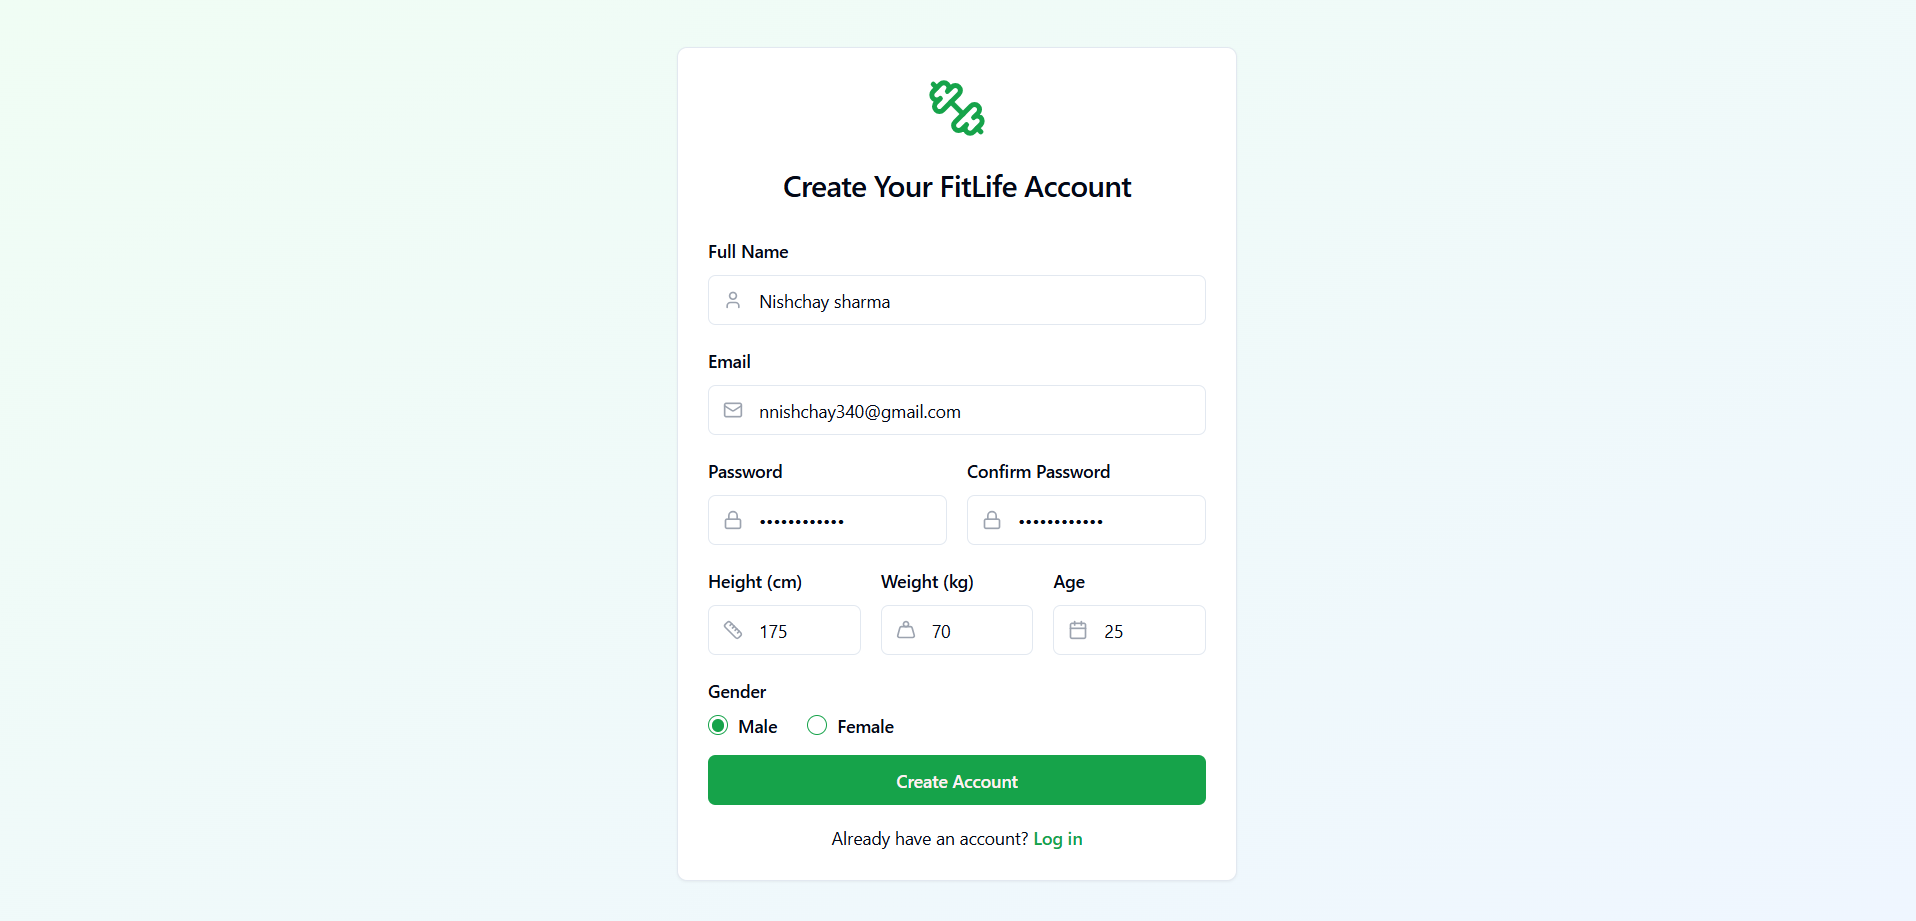 Create Your FitLife Account
Full Name
Nishchay sharma
Email
nnishchay340@gmail.com
Password Confirm Password
•••••••••••• ••••••••••••
Height (cm) Weight (kg) Age
175 70 25
Gender
Male Female
Create Account
Already have an account? Log in